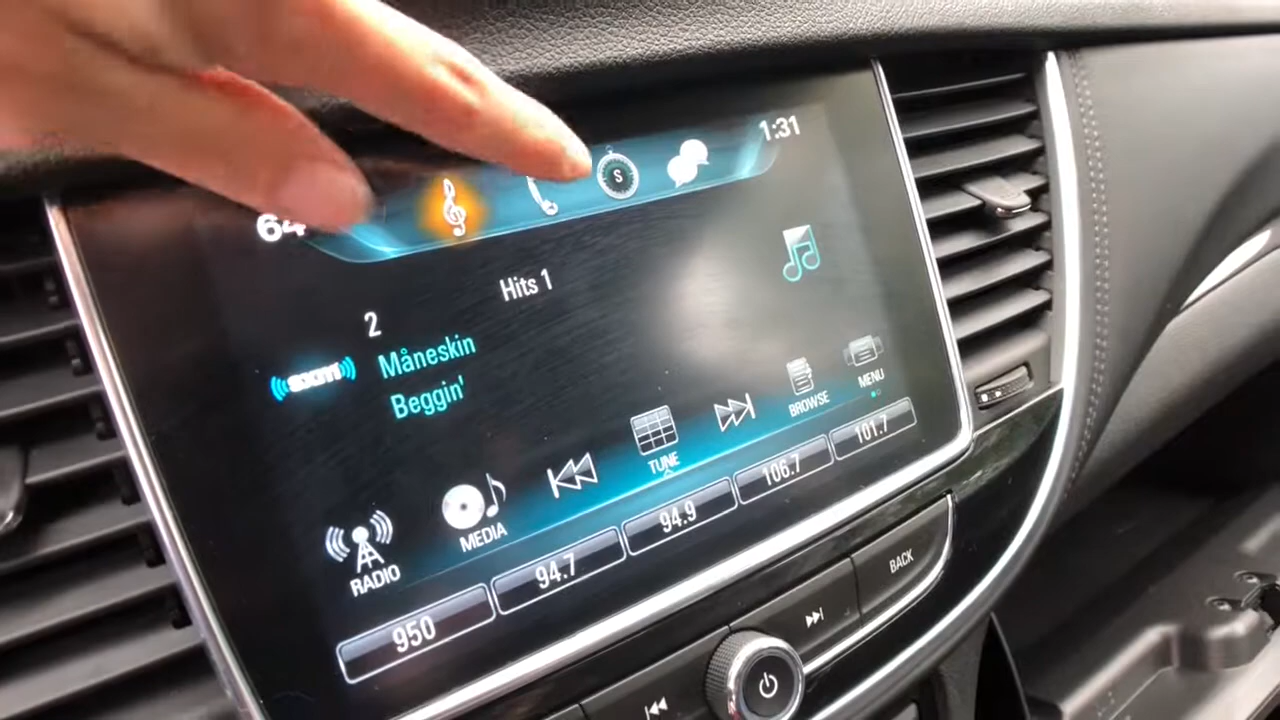 1:31
S
64
Hits 1
2
((sxm))
Måneskin
Beggin'
RADIO
MEDIA
TUNE
BROWSE
MENU
950
94.7
94.9
106.7
101.7
BACK